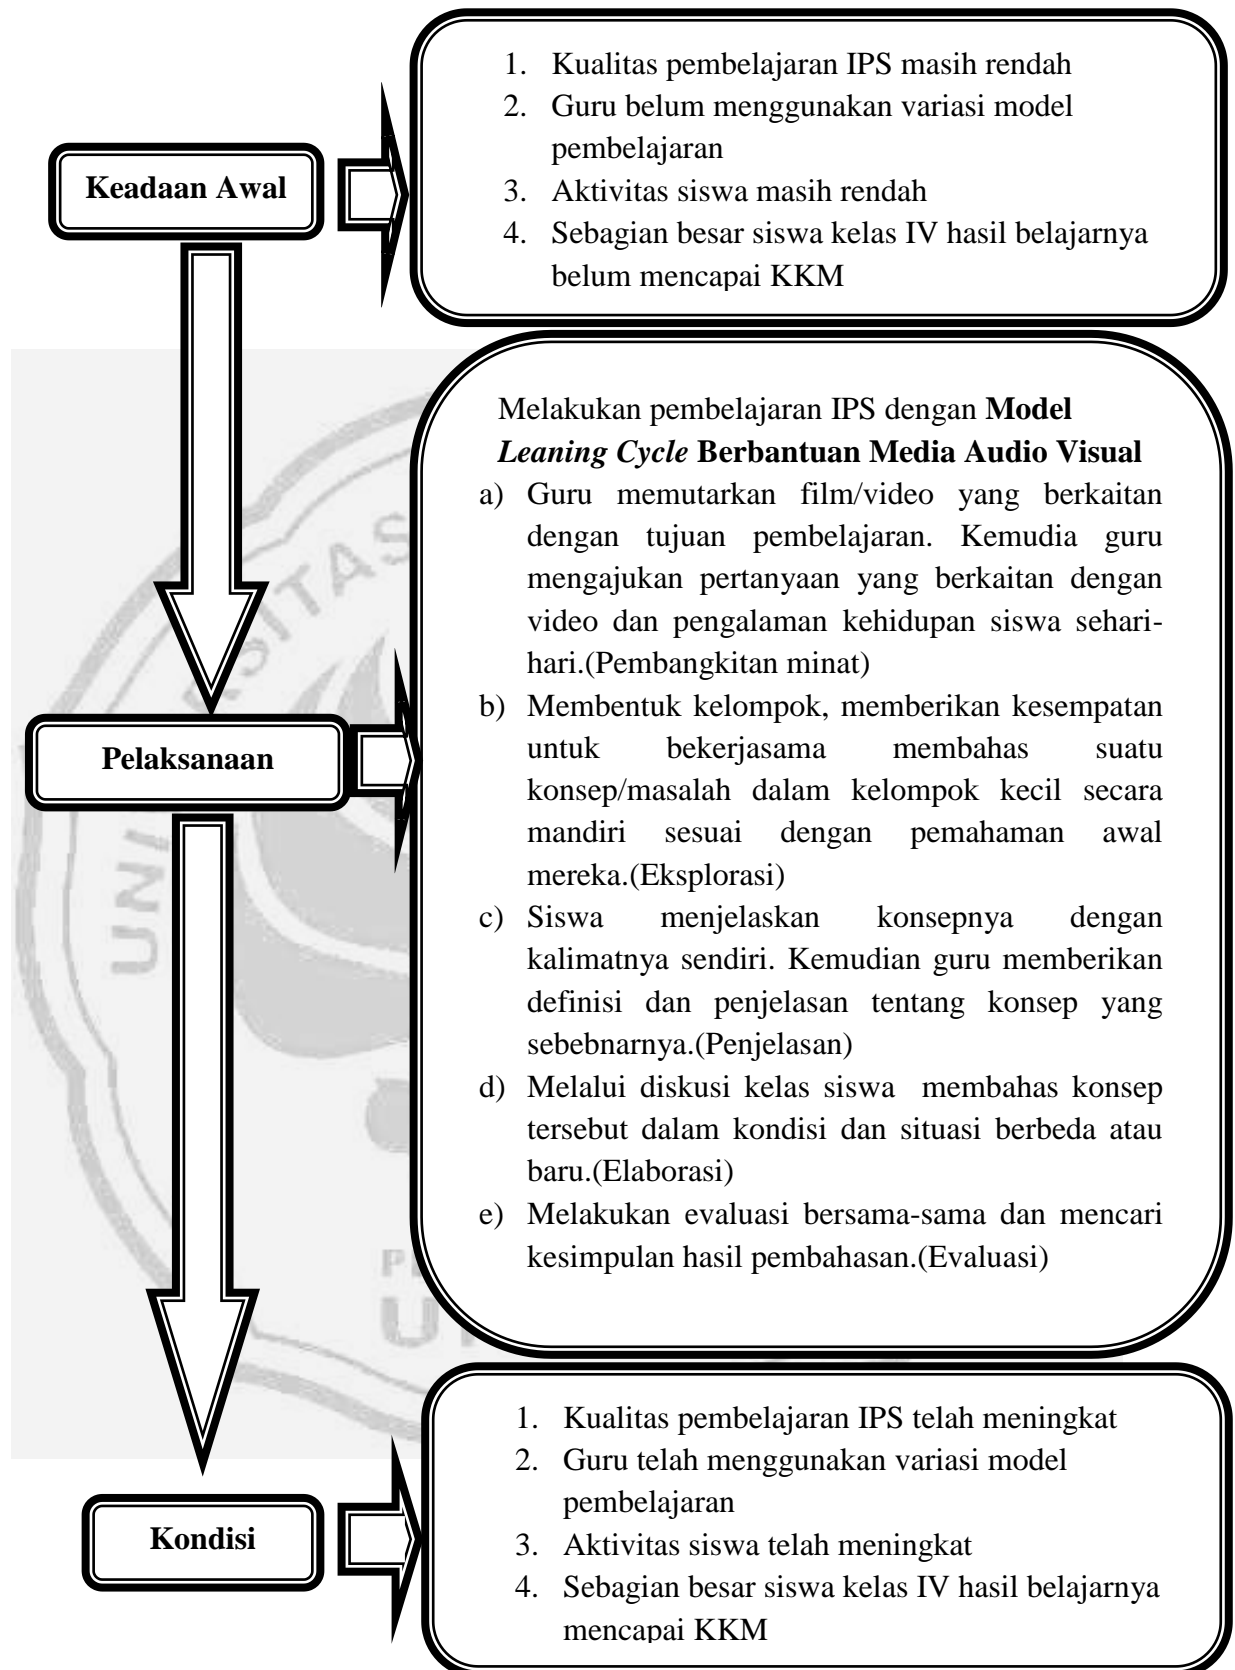 Keadaan Awal
1. Kualitas pembelajaran IPS masih rendah
2. Guru belum menggunakan variasi model
pembelajaran
3. Aktivitas siswa masih rendah
4. Sebagian besar siswa kelas IV hasil belajarnya
belum mencapai KKM
Pelaksanaan
Melakukan pembelajaran IPS dengan Model
Leaning Cycle Berbantuan Media Audio Visual
a) Guru memutarkan film/video yang berkaitan
dengan tujuan pembelajaran. Kemudia guru
mengajukan pertanyaan yang berkaitan dengan
video dan pengalaman kehidupan siswa sehari-
hari.(Pembangkitan minat)
b) Membentuk kelompok, memberikan kesempatan
untuk bekerjasama membahas suatu
konsep/masalah dalam kelompok kecil secara
mandiri sesuai dengan pemahaman awal
mereka.(Eksplorasi)
c) Siswa menjelaskan konsepnya dengan
kalimatnya sendiri. Kemudian guru memberikan
definisi dan penjelasan tentang konsep yang
sebebnarnya.(Penjelasan)
d) Melalui diskusi kelas siswa membahas konsep
tersebut dalam kondisi dan situasi berbeda atau
baru.(Elaborasi)
e) Melakukan evaluasi bersama-sama dan mencari
kesimpulan hasil pembahasan.(Evaluasi)
Kondisi
1. Kualitas pembelajaran IPS telah meningkat
2. Guru telah menggunakan variasi model
pembelajaran
3. Aktivitas siswa telah meningkat
4. Sebagian besar siswa kelas IV hasil belajarnya
mencapai KKM